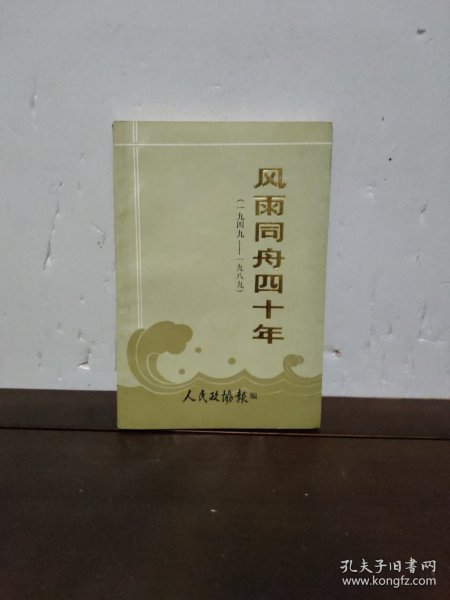 风雨同舟四十年
(一九四九——一九八九)
人民政协報编
孔夫子旧书网
www.kongfz.com